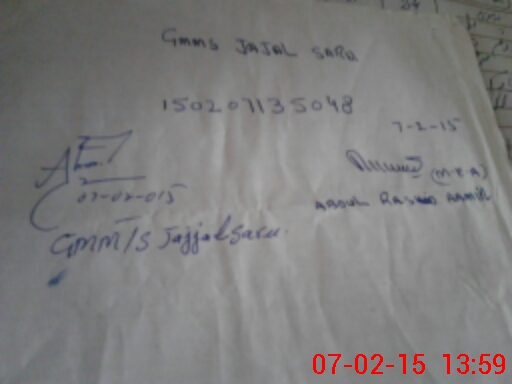 GMMS JAJAL SARU
150207135048
7-2-15
(M-E-A)
07-02-015
ABDUL RASHID AAMIR
GMM/S Jajjalsaru.
07-02-15 13:59